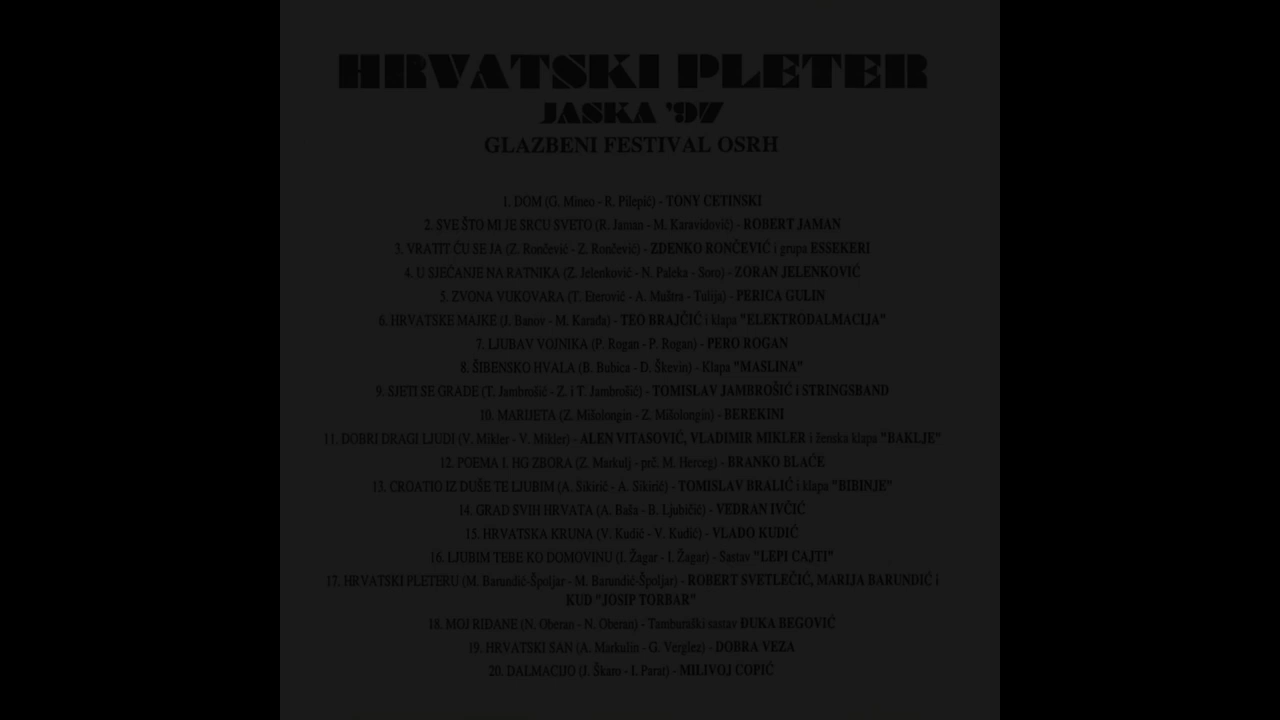 HRVATSKI PLETER
JASKA '97
GLAZBENI FESTIVAL OSRH
1. DOM (G. Mineo - R. Pilepić) - TONY CETINSKI
2. SVE ŠTO MI JE SRCU SVETO (R. Jaman - M. Karavidović) - ROBERT JAMAN
3. VRATIT ĆU SE JA (Z. Rončević - Z. Rončević) - ZDENKO RONČEVIĆ i grupa ESSEKERI
4. U SJEĆANJE NA RATNIKA (Z. Jelenković - N. Paleka - Soro) - ZORAN JELENKOVIĆ
5. ZVONA VUKOVARA (T. Eterović - A. Muštra - Tulija) - PERICA GULIN
6. HRVATSKE MAJKE (J. Banov - M. Karađa) - TEO BRAJČIĆ i klapa "ELEKTRODALMACIJA"
7. LJUBAV VOJNIKA (P. Rogan - P. Rogan) - PERO ROGAN
8. ŠIBENSKO HVALA (B. Bubica - D. Škevin) - Klapa "MASLINA"
9. SJETI SE GRADE (T. Jambrošić - Z. i T. Jambrošić) - TOMISLAV JAMBROŠIĆ i STRINGSBAND
10. MARIJETA (Z. Mišolongin - Z. Mišolongin) - BEREKINI
11. DOBRI DRAGI LJUDI (V. Mikler - V. Mikler) - ALEN VITASOVIĆ, VLADIMIR MIKLER i ženska klapa "BAKLJE"
12. POEMA 1. HG ZBORA (Z. Markulj - prč. M. Herceg) - BRANKO BLAĆE
13. CROATIO IZ DUŠE TE LJUBIM (A. Sikirić - A. Sikirić) - TOMISLAV BRALIĆ i klapa "BIBINJE"
14. GRAD SVIH HRVATA (A. Baša - B. Ljubičić) - VEDRAN IVČIĆ
15. HRVATSKA KRUNA (V. Kudić - V. Kudić) - VLADO KUDIĆ
16. LJUBIM TEBE KO DOMOVINU (I. Žagar - I. Žagar) - Sastav "LEPI CAJTI"
17. HRVATSKI PLETERU (M. Barundić-Špoljar - M. Barundić-Špoljar) - ROBERT SVETLEČIĆ, MARIJA BARUNDIĆ i
KUD "JOSIP TORBAR"
18. MOJ RIDANE (N. Oberan - N. Oberan) - Tamburaški sastav ĐUKA BEGOVIĆ
19. HRVATSKI SAN (A. Markulin - G. Verglez) - DOBRA VEZA
20. DALMACIJO (J. Škaro - I. Parat) - MILIVOJ COPIĆ